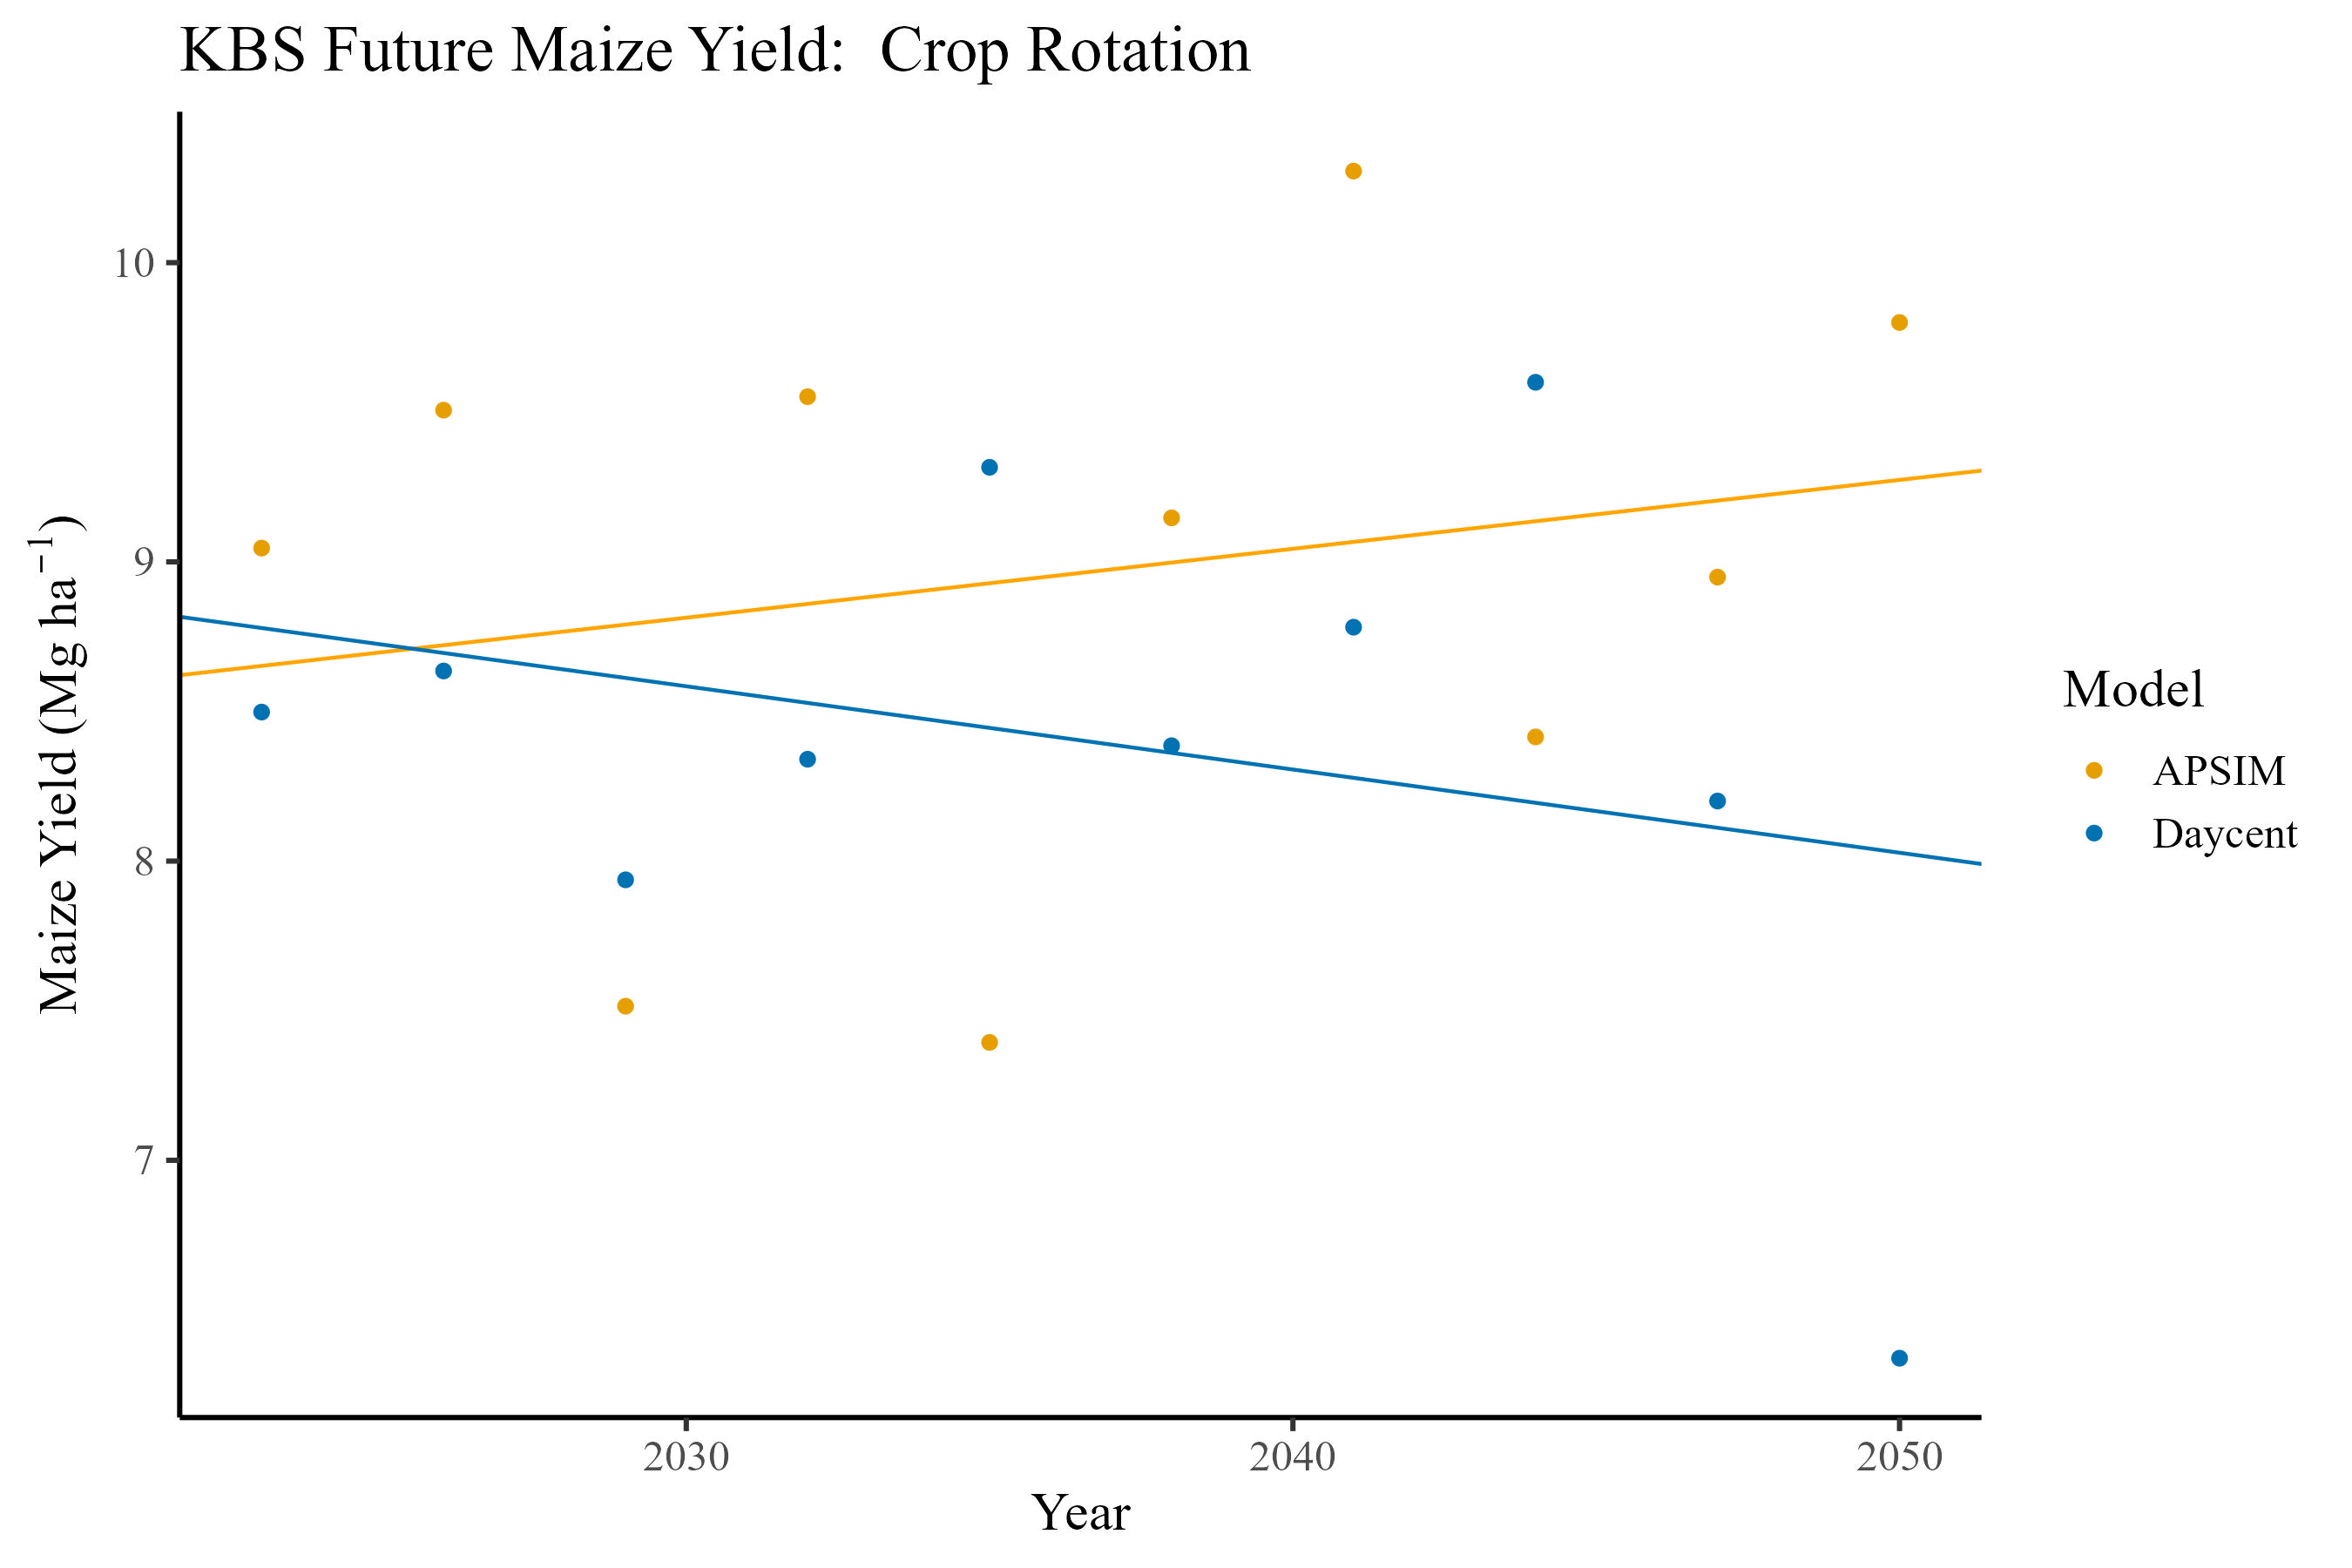 KBS Future Maize Yield:  Crop Rotation
Maize Yield (Mg ha⁻¹)
10
9
8
7
2030 2040 2050
Year
Model
APSIM
Daycent